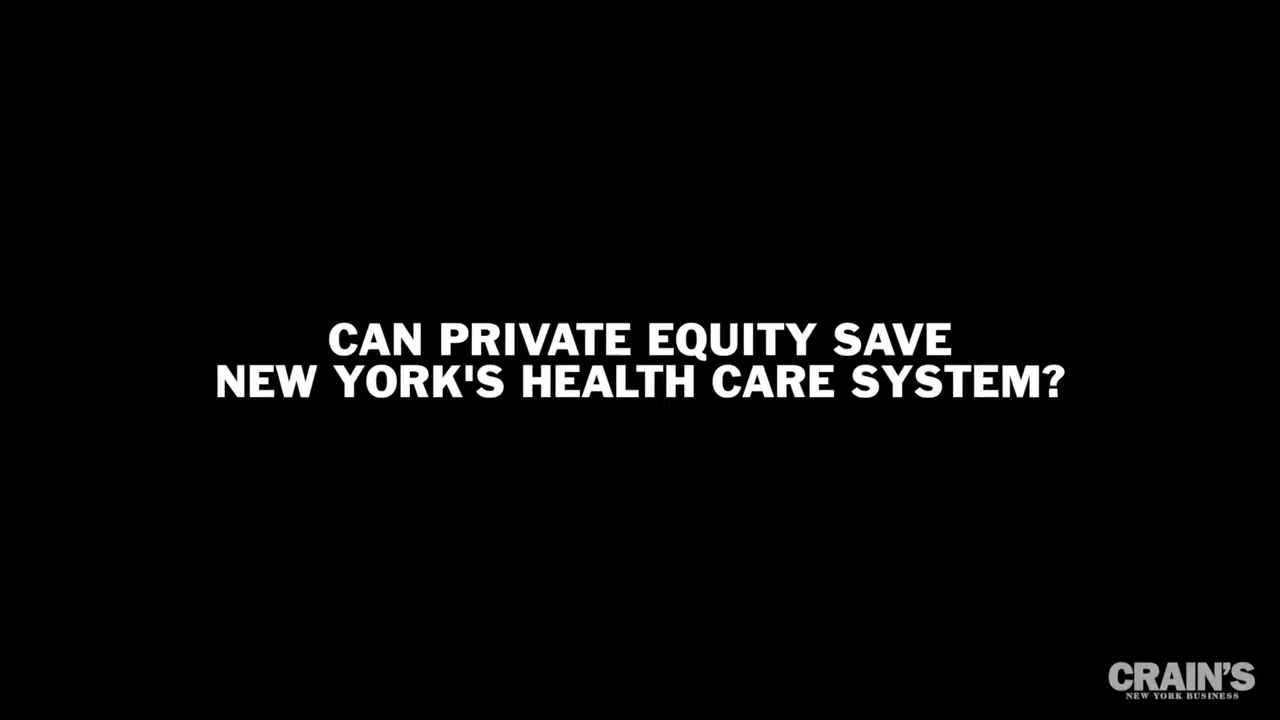 CAN PRIVATE EQUITY SAVE
NEW YORK'S HEALTH CARE SYSTEM?
CRAIN'S
NEW YORK BUSINESS